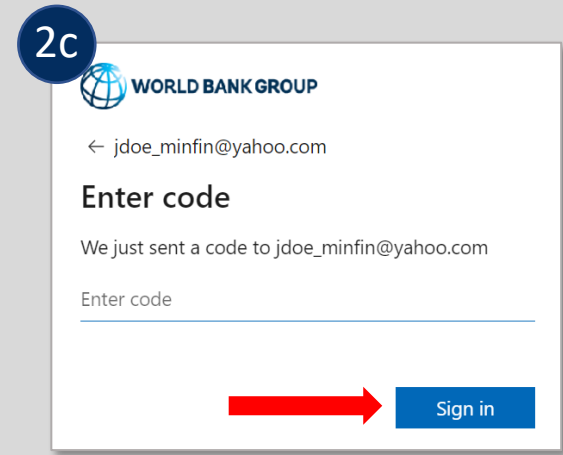 2c
WORLD BANK GROUP
← jdoe_minfin@yahoo.com
Enter code
We just sent a code to jdoe_minfin@yahoo.com
Enter code
Sign in